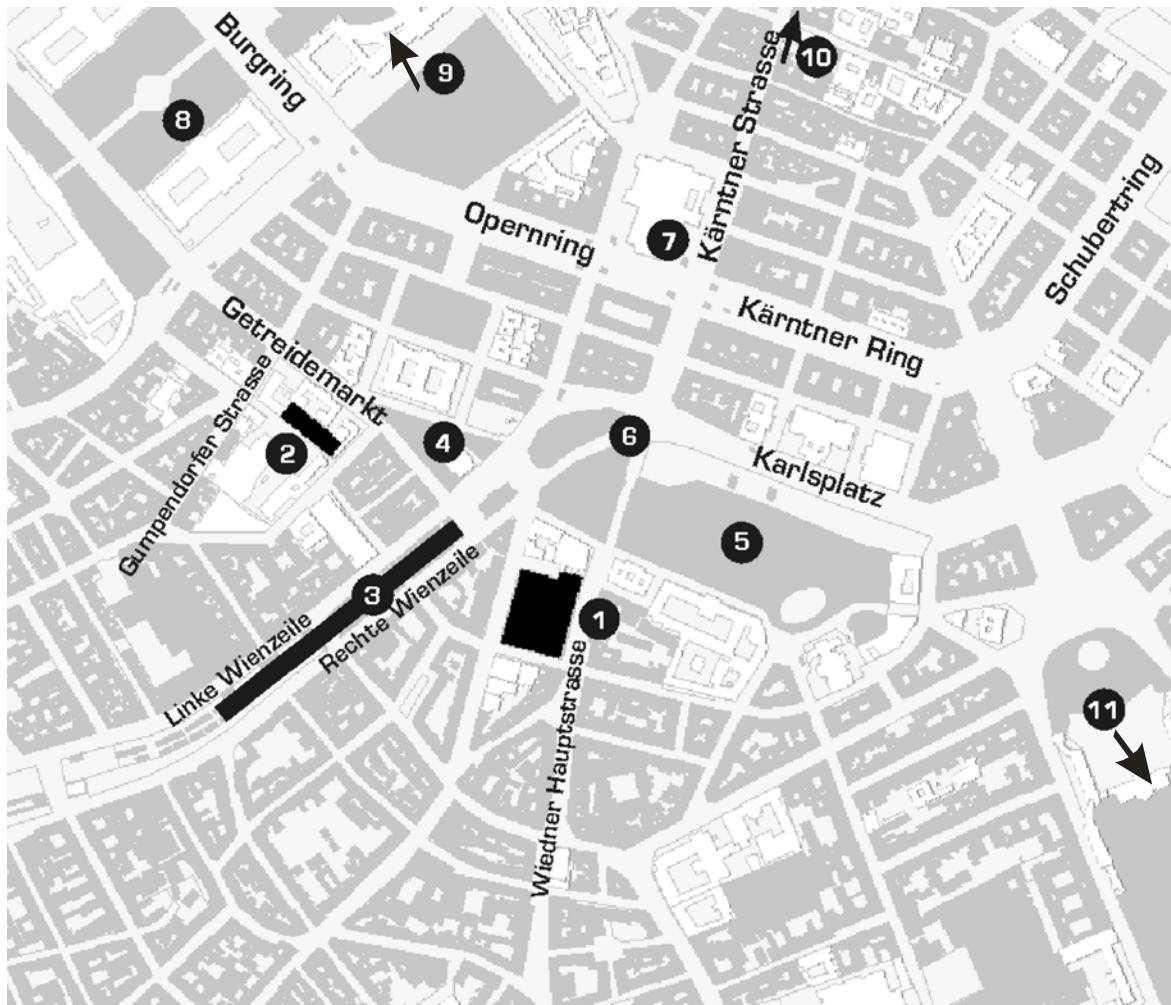 Burgring
9
10
Kärntner Strasse
8
Schubertring
Opernring
7
Getreidemarkt
Kärntner Ring
Gumpendorfer Strasse
2
4
6
Karlsplatz
5
3
Linke Wienzeile
Rechte Wienzeile
1
Wiedner Hauptstrasse
11